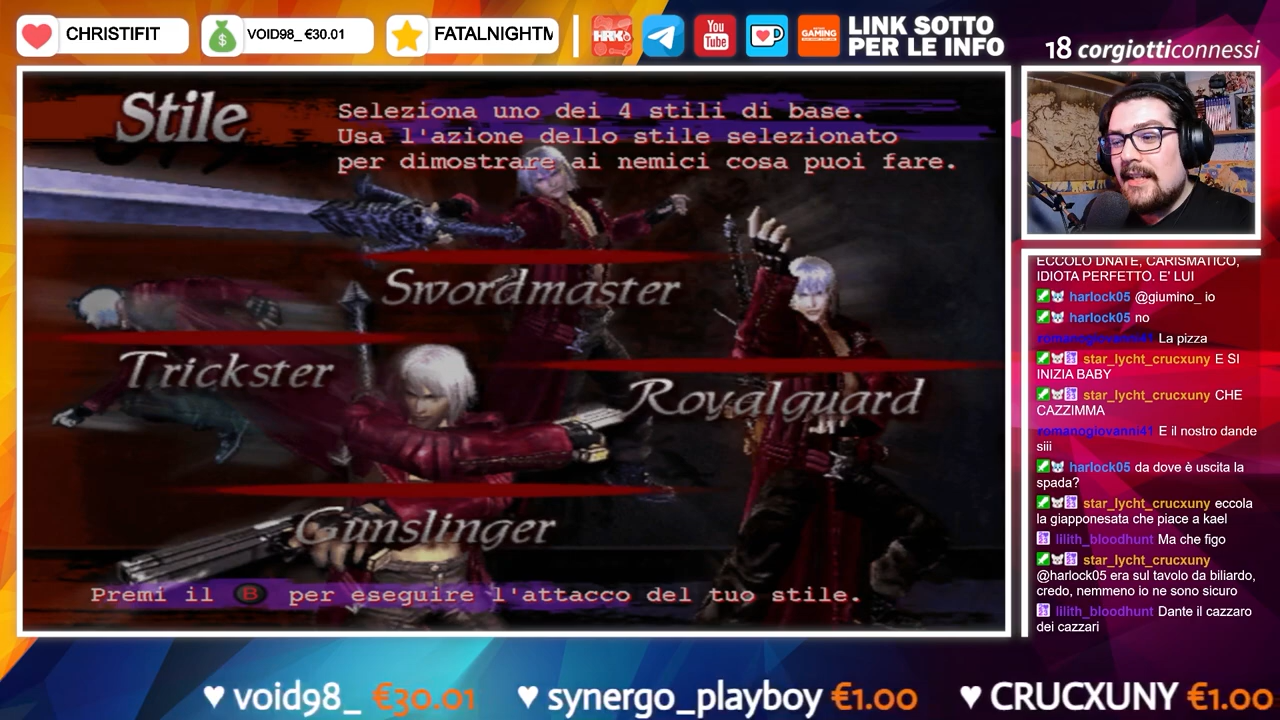 CHRISTIFIT
VOID98_ €30.01
FATALNIGHTM
HRK
You
Tube
GAMING
LINK SOTTO
PER LE INFO
18 corgiotticonnessi
Stile
Seleziona uno dei 4 stili di base.
Usa l'azione dello stile selezionato
per dimostrare ai nemici cosa puoi fare.
Swordmaster
Trickster
Royalguard
Gunslinger
Premi il B per eseguire l'attacco del tuo stile.
ECCOLO DNATE, CARISMATICO,
IDIOTA PERFETTO. E' LUI
harlock05 @giumino_ io
harlock05 no
romanogiovanni41 La pizza
star_lycht_crucxuny E SI
INIZIA BABY
star_lycht_crucxuny CHE
CAZZIMMA
romanogiovanni41 E il nostro dande
siii
harlock05 da dove è uscita la
spada?
star_lycht_crucxuny eccola
la giapponesata che piace a kael
lilith_bloodhunt Ma che figo
star_lycht_crucxuny
@harlock05 era sul tavolo da biliardo,
credo, nemmeno io ne sono sicuro
lilith_bloodhunt Dante il cazzaro
dei cazzari
void98_ €30.01 synergo_playboy €1.00 CRUCXUNY €1.00